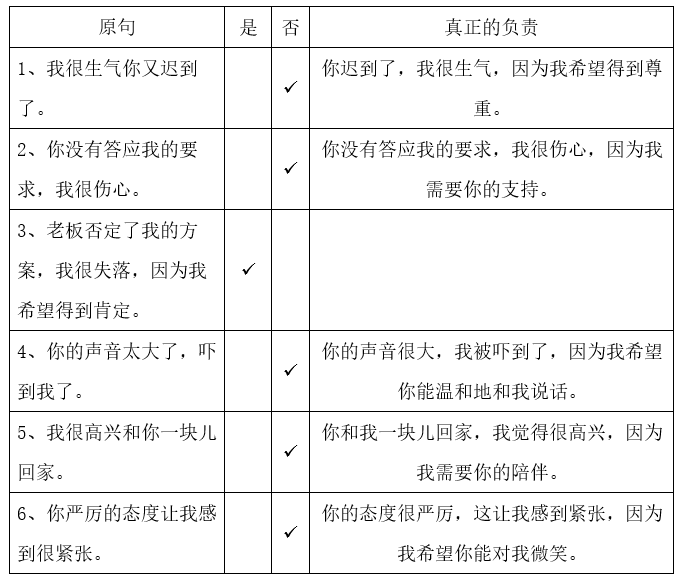 原句 是 否 真正的负责
1、我很生气你又迟到
了。
✓
你迟到了，我很生气，因为我希望得到尊
重。
2、你没有答应我的要
求，我很伤心。
✓
你没有答应我的要求，我很伤心，因为我
需要你的支持。
3、老板否定了我的方
案，我很失落，因为我
希望得到肯定。
✓
4、你的声音太大了，吓
到我了。
✓
你的声音很大，我被吓到了，因为我希望
你能温和地和我说话。
5、我很高兴和你一块儿
回家。
✓
你和我一块儿回家，我觉得很高兴，因为
我需要你的陪伴。
6、你严厉的态度让我感
到很紧张。
✓
你的态度很严厉，这让我感到紧张，因为
我希望你能对我微笑。